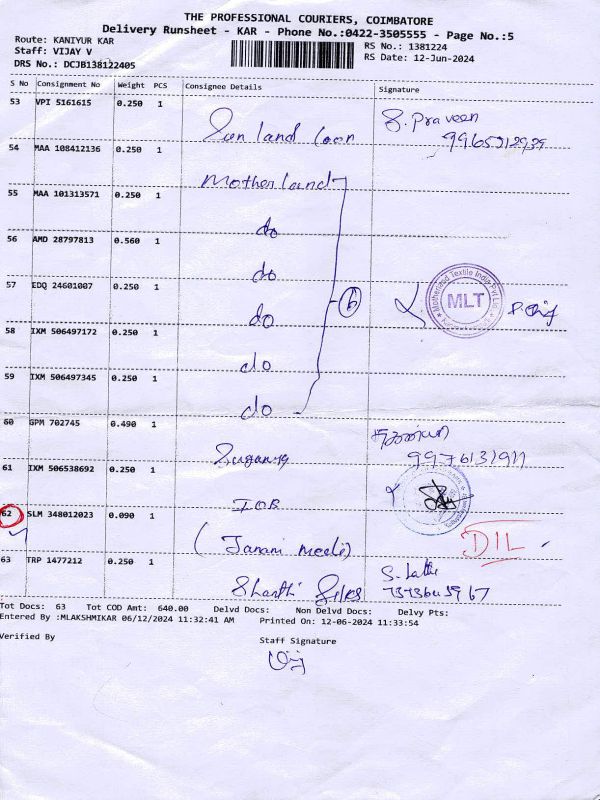 THE PROFESSIONAL COURIERS, COIMBATORE
Delivery Runsheet - KAR - Phone No.:0422-3505555 - Page No.:5
Route: KANIYUR KAR
Staff: VIJAY V
DRS No.: DCJB138122405
RS No.: 1381224
RS Date: 12-Jun-2024
S No Consignment No Weight PCS Consignee Details Signature
53 VPI 5161615 0.250 1 Sun land Loon S. Praveen
54 MAA 108412136 0.250 1 Motherland
55 MAA 101313571 0.250 1 do
56 AMD 28797813 0.560 1 do
57 EDQ 24601007 0.250 1 do 6 MLT
58 IXM 506497172 0.250 1 do
59 IXM 506497345 0.250 1 do
60 GPM 702745 0.490 1
61 IXM 506538692 0.250 1 IOB
62 SLM 348012023 0.090 1 (Janani DIL
63 TRP 1477212 0.250 1 Shanthi
Tot Docs: 63 Tot COD Amt: 640.00 Delvd Docs: Non Delvd Docs: Delvy Pts:
Entered By :MLAKSHMIKAR 06/12/2024 11:32:41 AM Printed On: 12-06-2024 11:33:54
Verified By Staff Signature